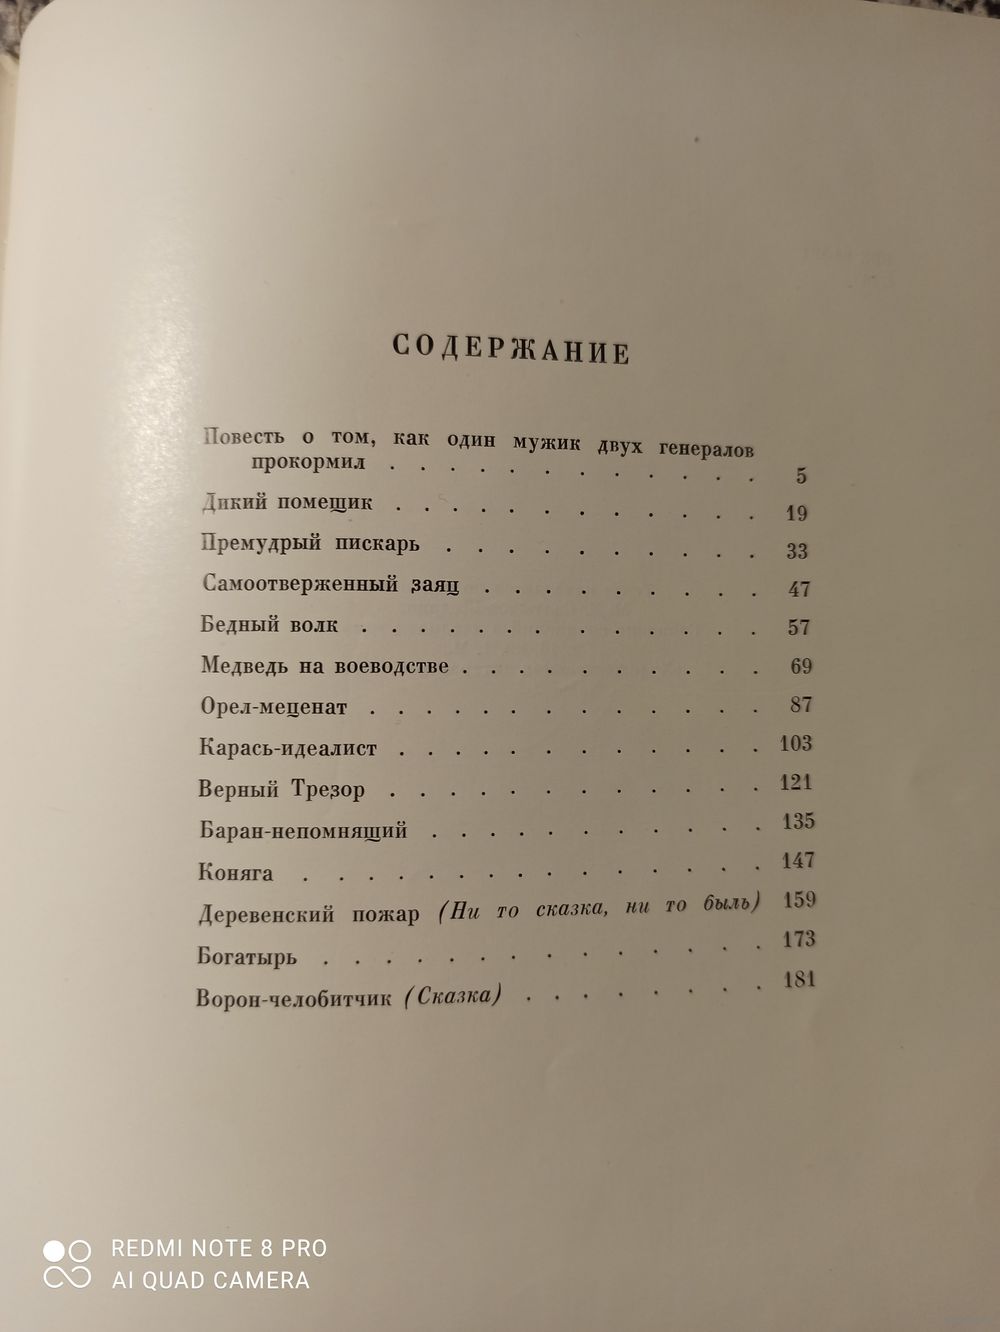 СОДЕРЖАНИЕ
Повесть о том, как один мужик двух генералов
прокормил . . . . . . . . . . . . 5
Дикий помещик . . . . . . . . . . . . 19
Премудрый пискарь . . . . . . . . . . 33
Самоотверженный заяц . . . . . . . . . 47
Бедный волк . . . . . . . . . . . . . 57
Медведь на воеводстве . . . . . . . . . . 69
Орел-меценат . . . . . . . . . . . . . 87
Карась-идеалист . . . . . . . . . . . . 103
Верный Трезор . . . . . . . . . . . . 121
Баран-непомнящий . . . . . . . . . . . 135
Коняга . . . . . . . . . . . . . . . 147
Деревенский пожар (Ни то сказка, ни то быль) 159
Богатырь . . . . . . . . . . . . . . 173
Ворон-челобитчик (Сказка) . . . . . . . . 181
REDMI NOTE 8 PRO
AI QUAD CAMERA